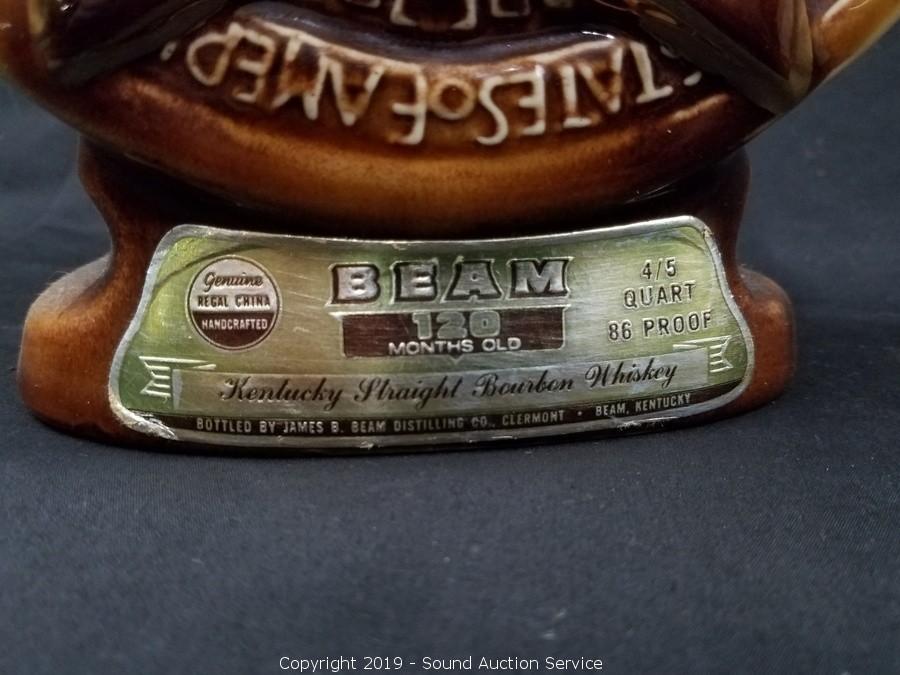 STATES OF AMER
Genuine
REGAL CHINA
HANDCRAFTED
BEAM
120
MONTHS OLD
4/5
QUART
86 PROOF
Kentucky Straight Bourbon Whiskey
BOTTLED BY JAMES B. BEAM DISTILLING CO., CLERMONT • BEAM, KENTUCKY
Copyright 2019 - Sound Auction Service